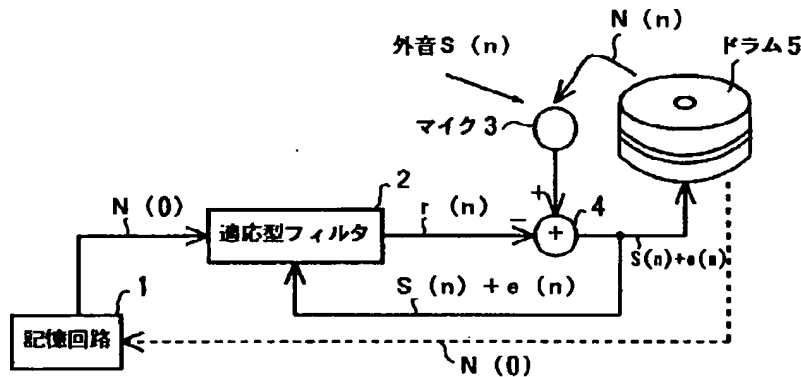 N (n)
ドラム5
外音S (n)
マイク3
2
N (0)
適応型フィルタ
r (n)
−
+
+
4
S(n)+e(n)
S (n) +e (n)
1
記憶回路
N (0)